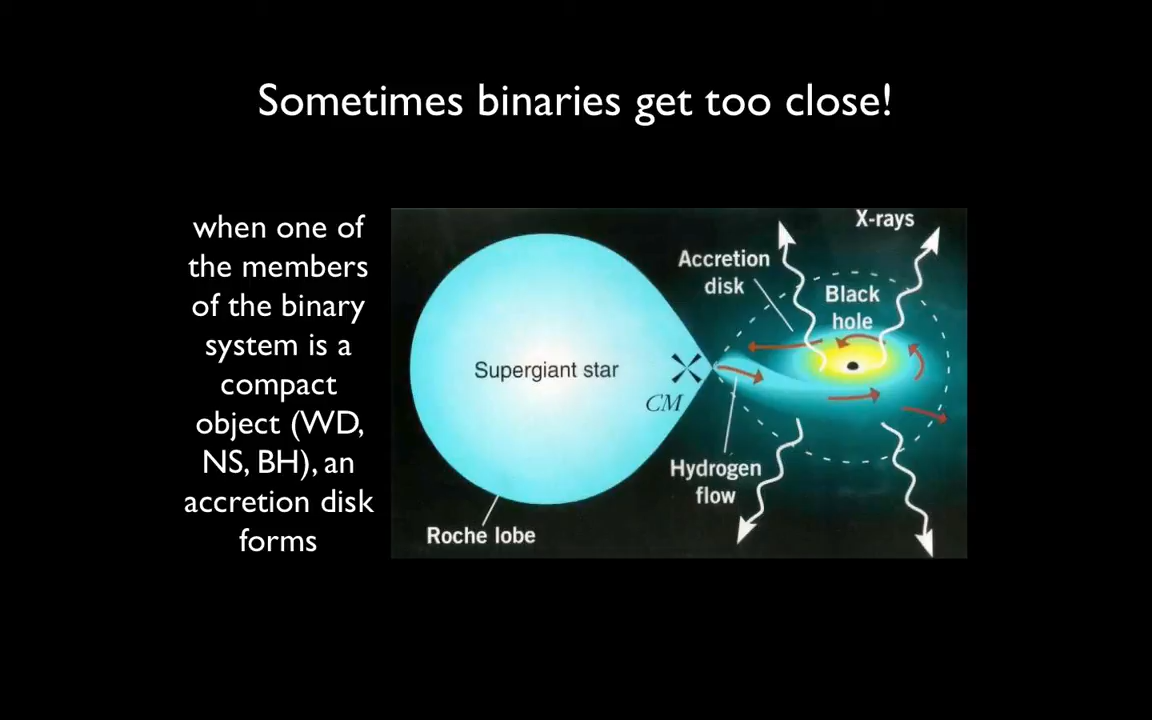 Sometimes binaries get too close!
when one of
the members
of the binary
system is a
compact
object (WD,
NS, BH), an
accretion disk
forms
X-rays
Accretion
disk
Black
hole
Supergiant star
CM
Hydrogen
flow
Roche lobe